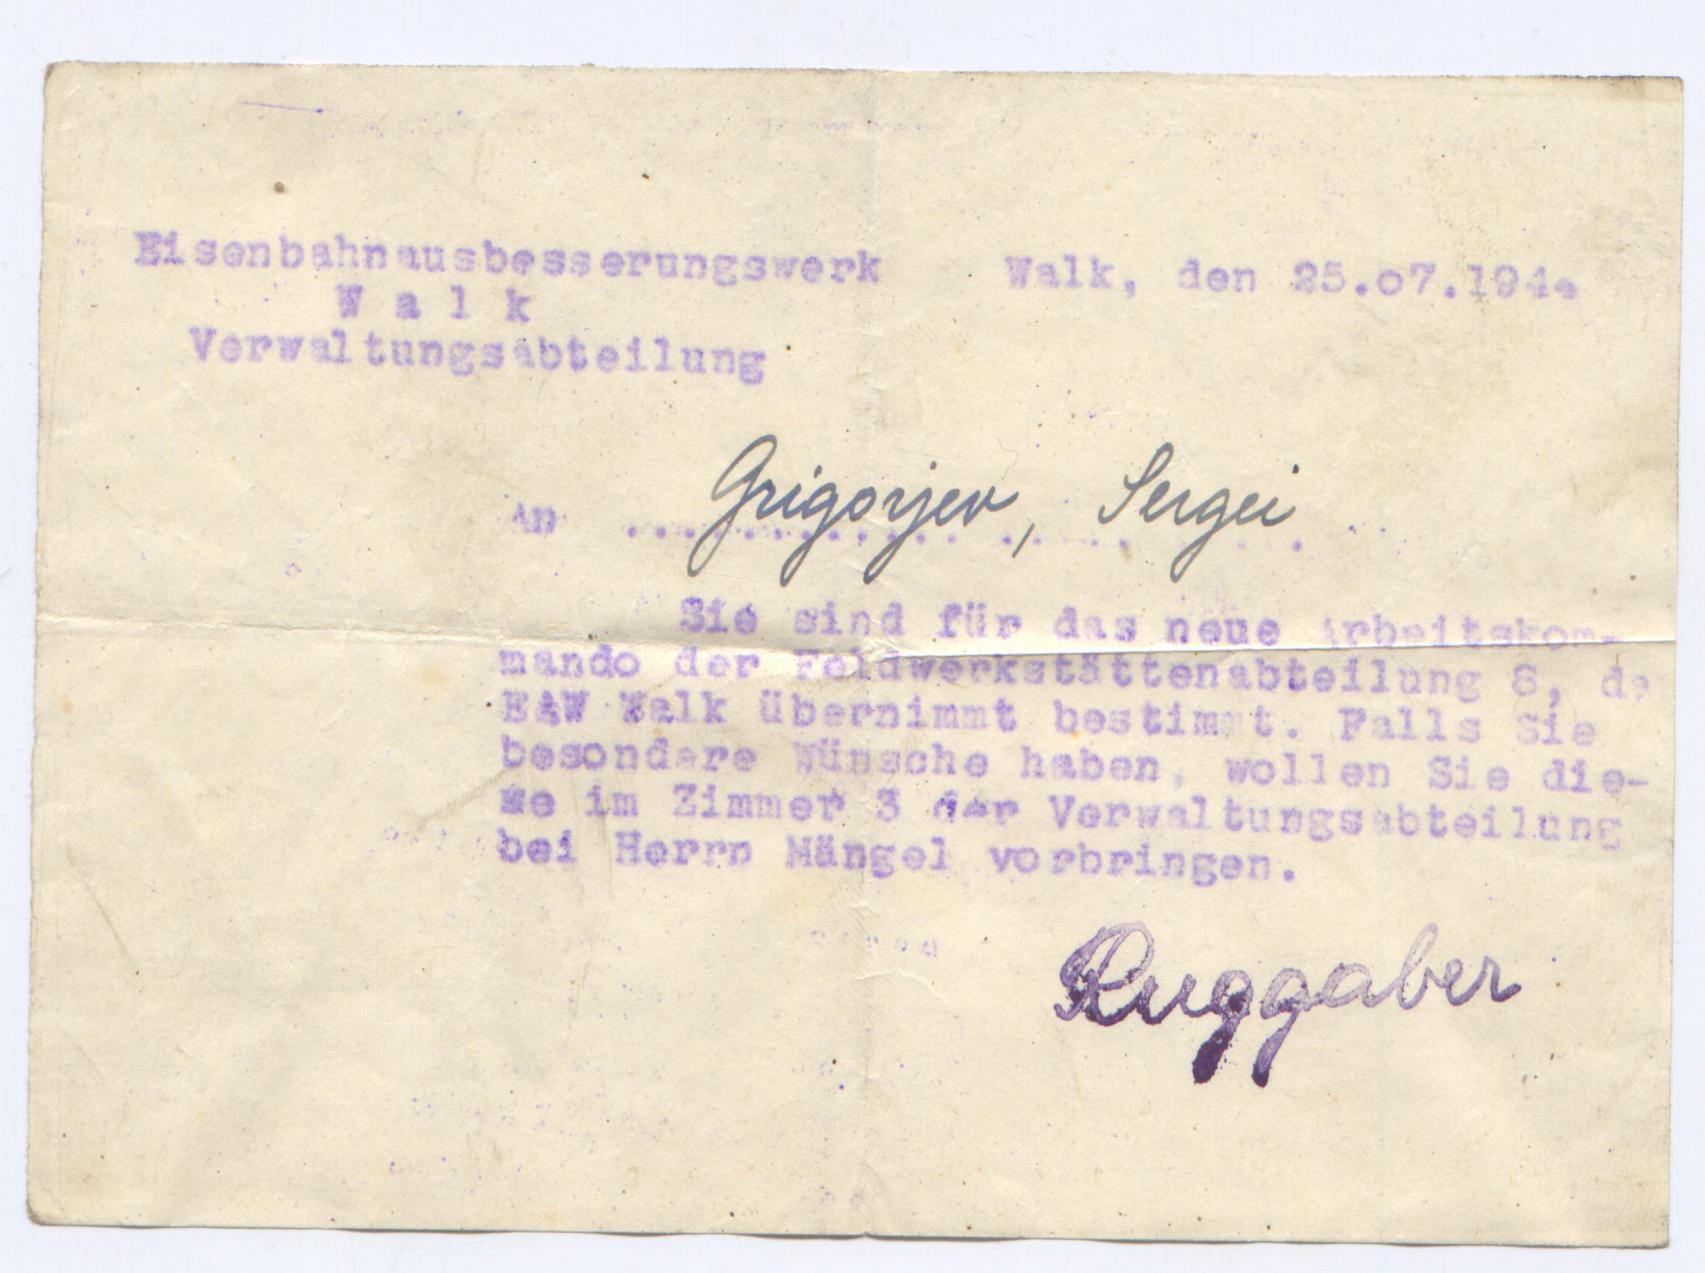 Eisenbahnausbesserungswerk
Walk, den 25.o7.1944
W a l k
Verwaltungsabteilung
An ..................
Grigorjev, Sergei
Sie sind für das neue Arbeitskom-
mando der Feldwerkstättenabteilung 8, da
EAW Walk übernimmt bestimmt. Falls Sie
besondere Wünsche haben, wollen Sie die-
se im Zimmer 3 der Verwaltungsabteilung
bei Herrn Mängel vorbringen.
Ruggaber